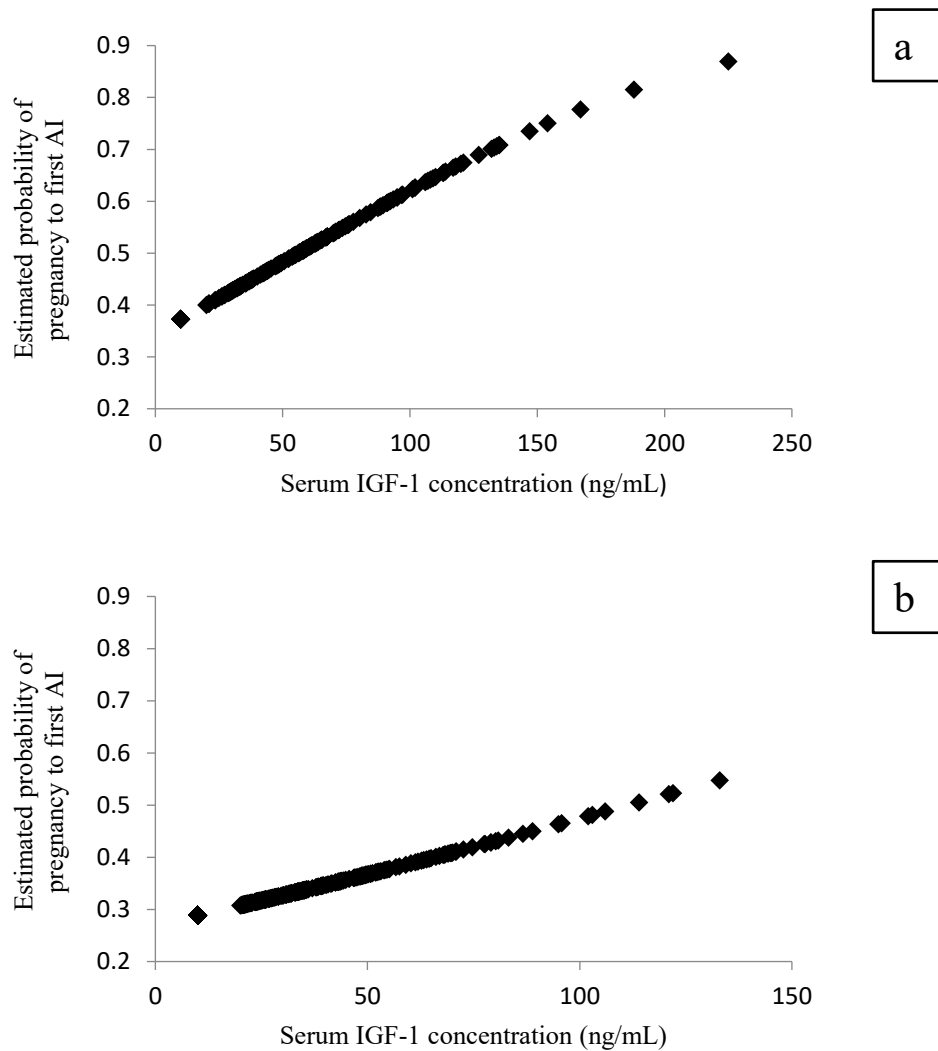 a
Estimated probability of
pregnancy to first AI
0.9
0.8
0.7
0.6
0.5
0.4
0.3
0.2
0 50 100 150 200 250
Serum IGF-1 concentration (ng/mL)
b
Estimated probability of
pregnancy to first AI
0.9
0.8
0.7
0.6
0.5
0.4
0.3
0.2
0 50 100 150
Serum IGF-1 concentration (ng/mL)